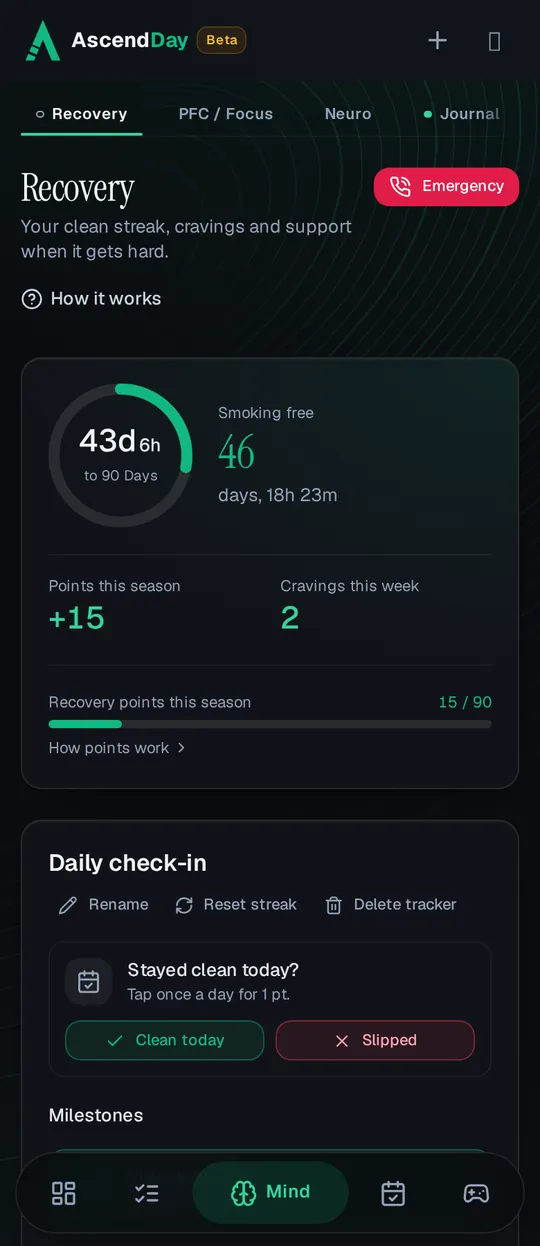 AscendDay Beta
Recovery PFC / Focus Neuro Journal
Recovery
Emergency
Your clean streak, cravings and support
when it gets hard.
How it works
43d 6h
to 90 Days
Smoking free
46
days, 18h 23m
Points this season
+15
Cravings this week
2
Recovery points this season 15 / 90
How points work
Daily check-in
Rename Reset streak Delete tracker
Stayed clean today?
Tap once a day for 1 pt.
Clean today Slipped
Milestones
Mind